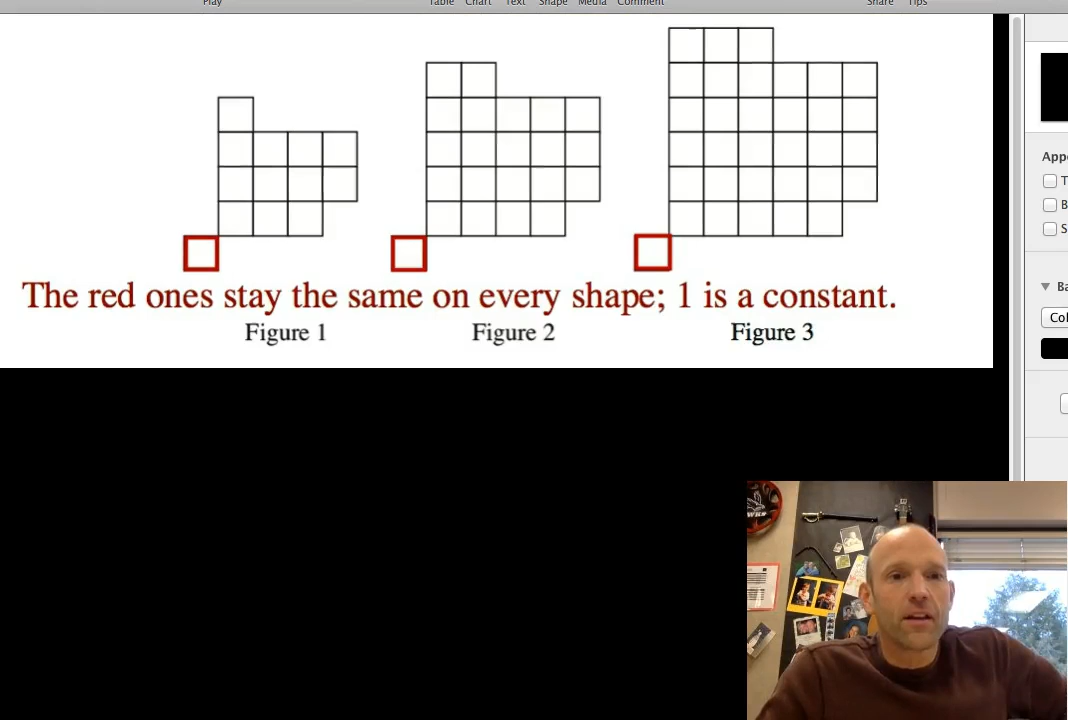 Play Table Chart Text Shape Media Comment Share Tips
The red ones stay the same on every shape; 1 is a constant.
Figure 1 Figure 2 Figure 3